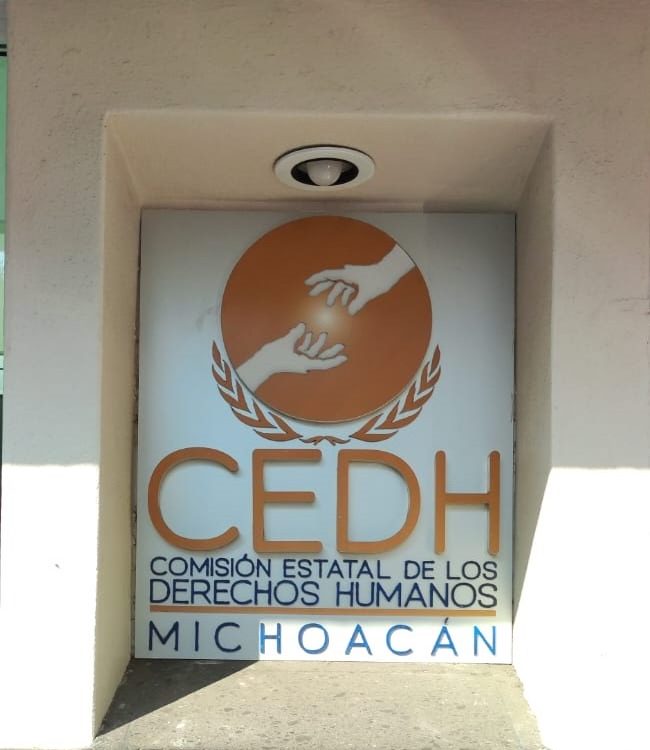 CEDH
COMISIÓN ESTATAL DE LOS
DERECHOS HUMANOS
MICHOACÁN